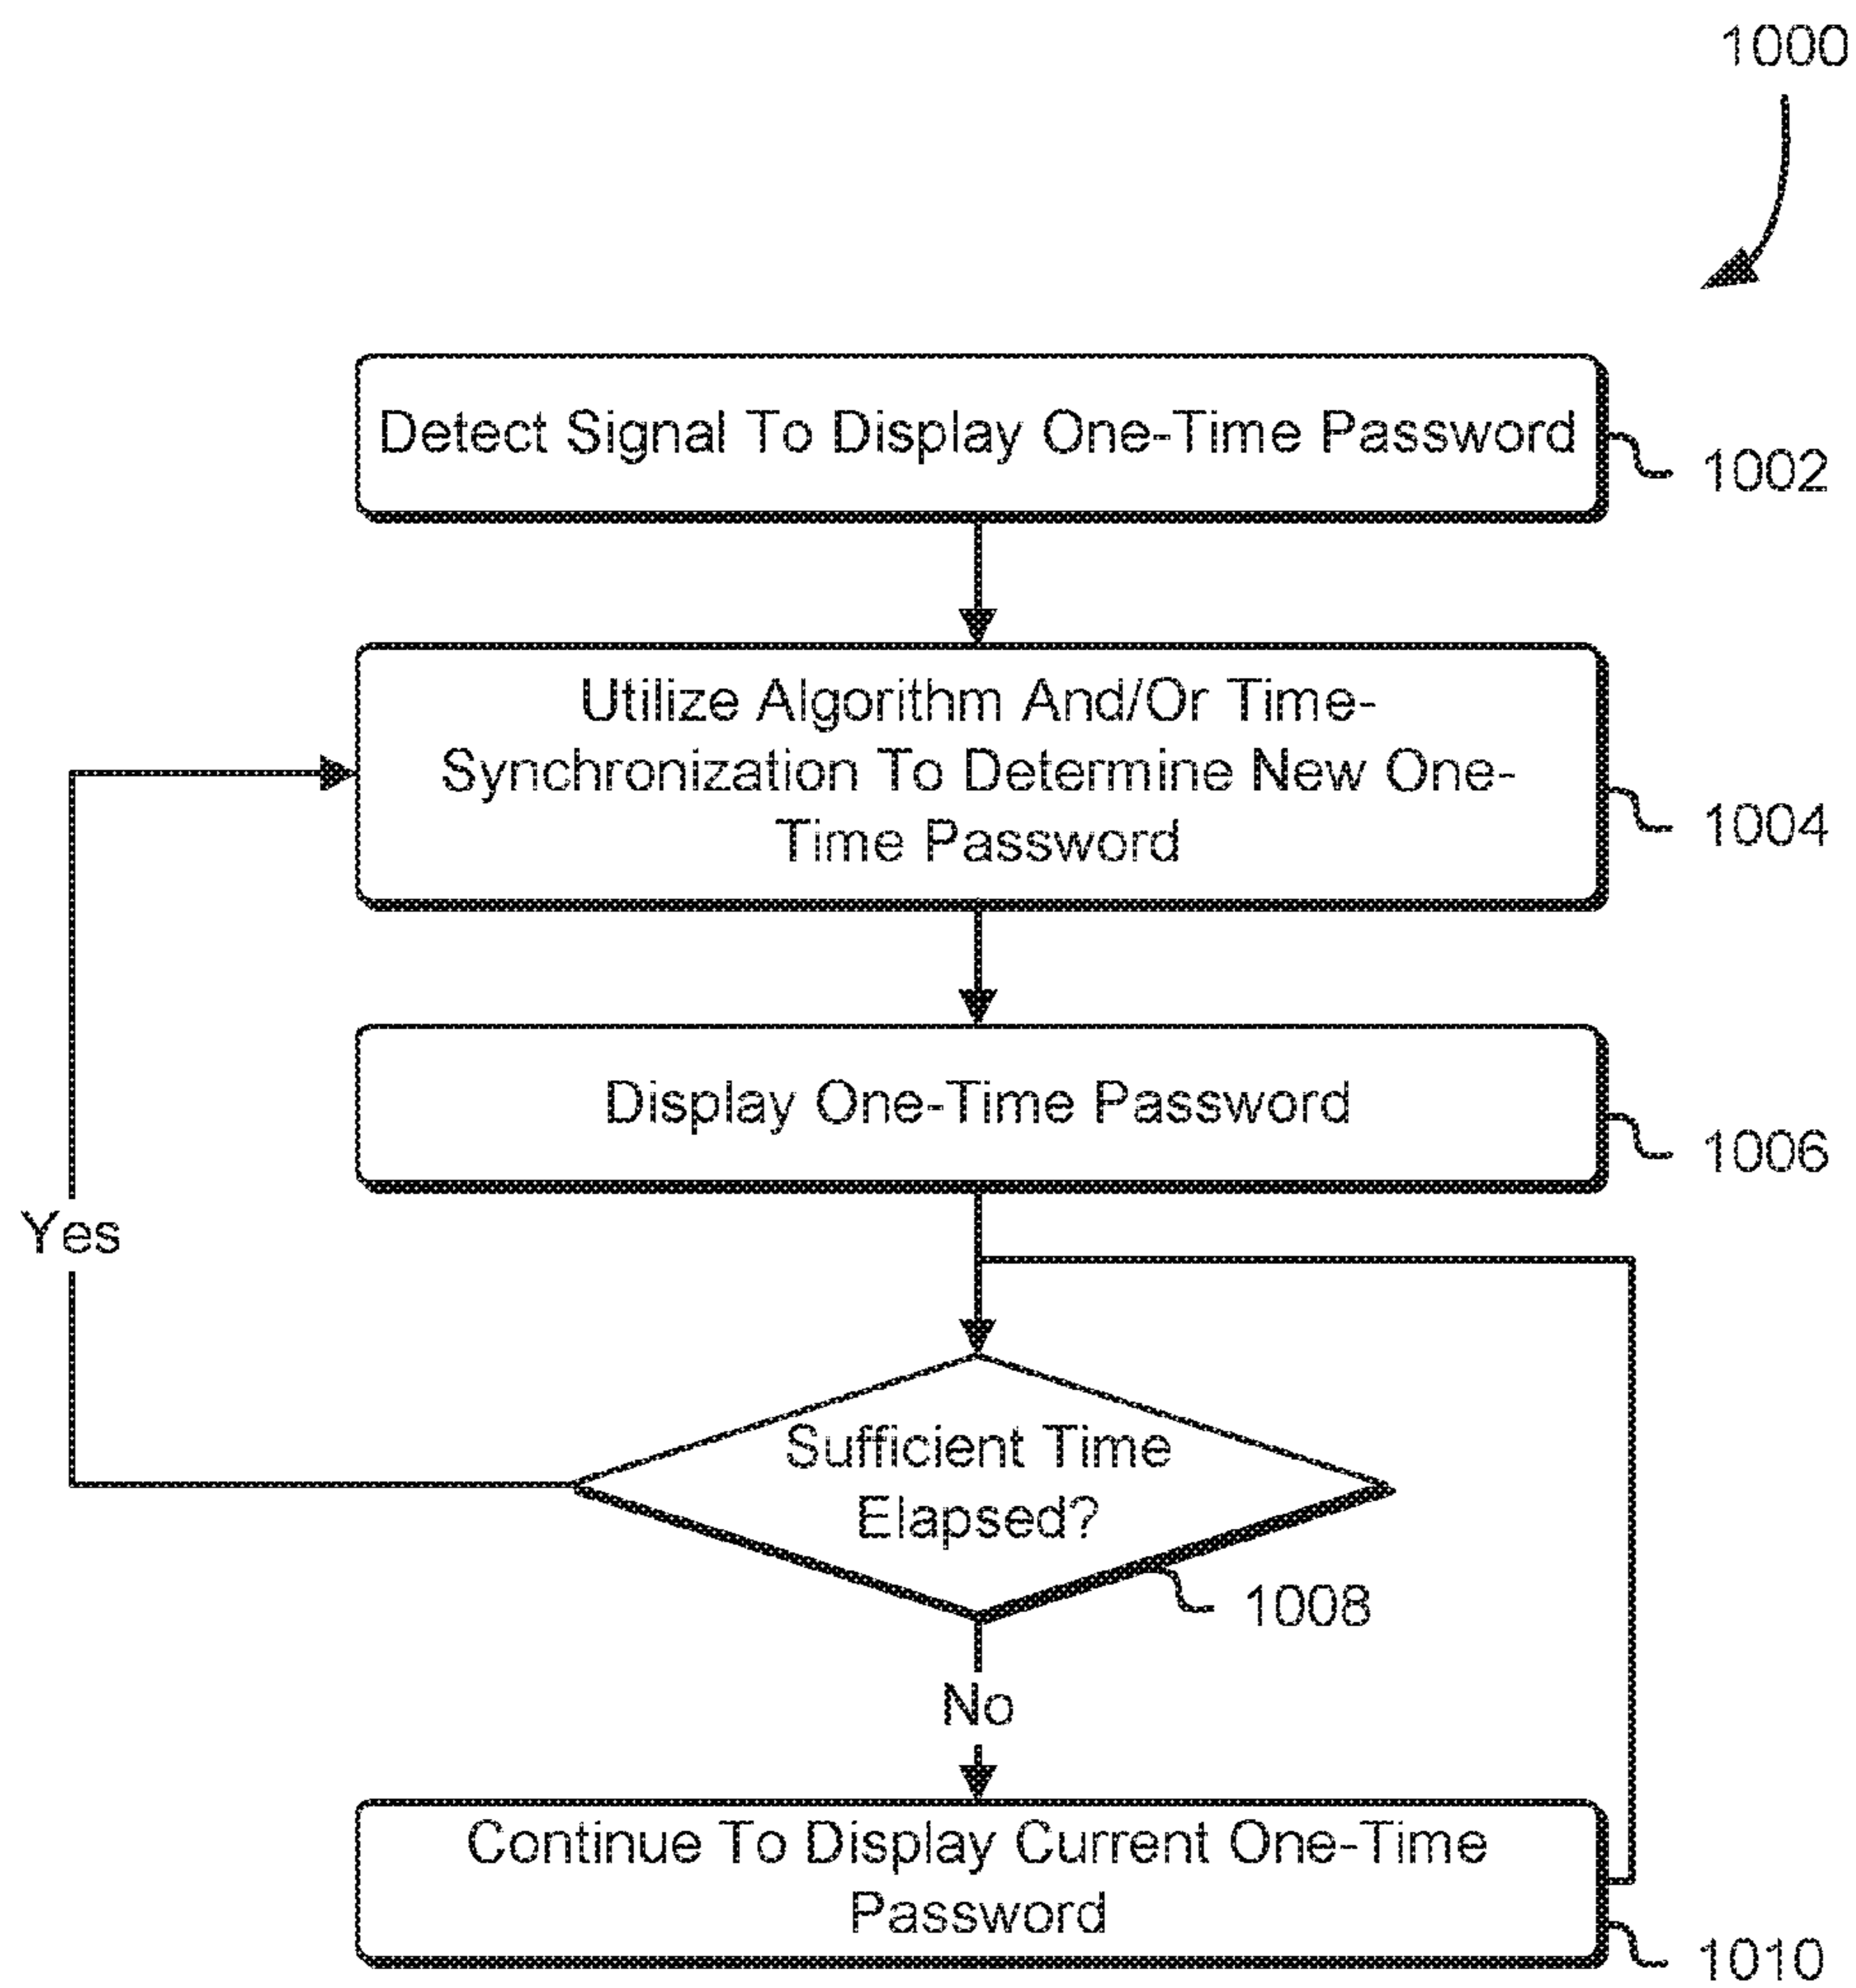 1000
Detect Signal To Display One-Time Password
1002
Utilize Algorithm And/Or Time-
Synchronization To Determine New One-
Time Password
1004
Display One-Time Password
1006
Yes
Sufficient Time
Elapsed?
1008
No
Continue To Display Current One-Time
Password
1010